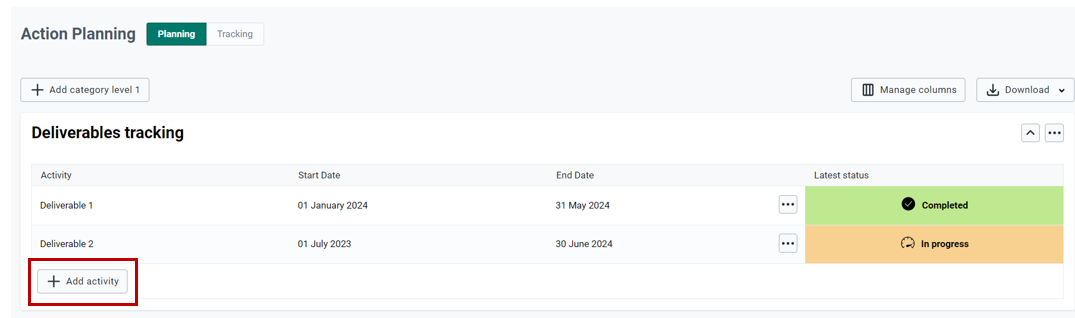 Action Planning Planning Tracking
Add category level 1 Manage columns Download
Deliverables tracking
Activity Start Date End Date Latest status
Deliverable 1 01 January 2024 31 May 2024 Completed
Deliverable 2 01 July 2023 30 June 2024 In progress
Add activity